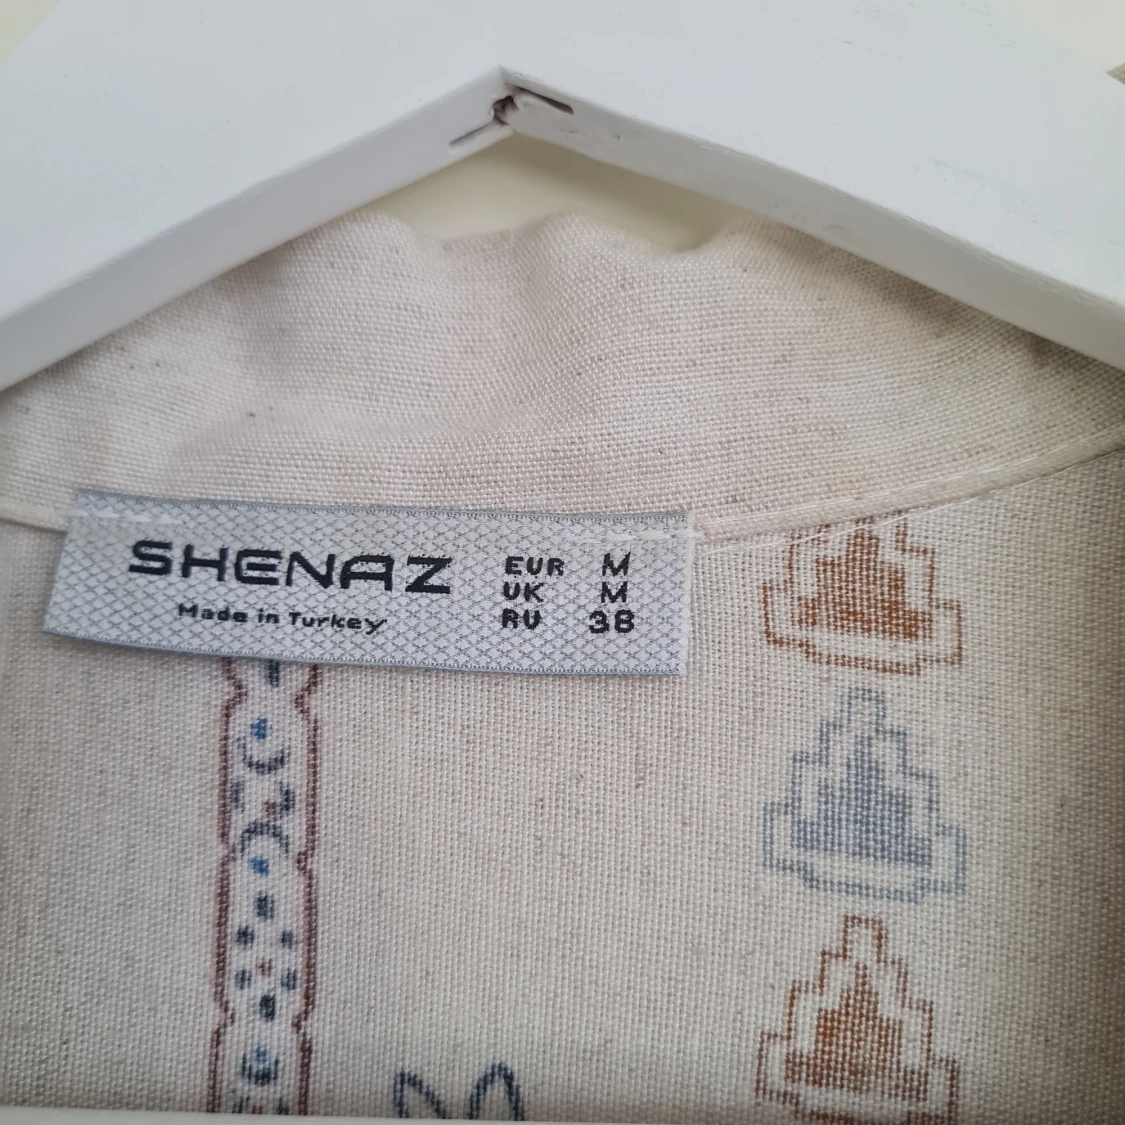 SHENAZ
Made in Turkey
EUR M
UK M
RU 38